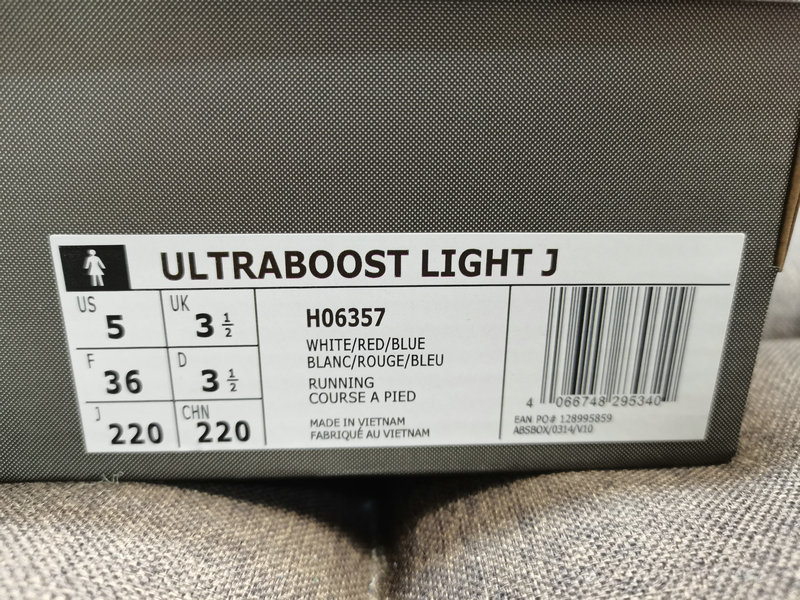 ULTRABOOST LIGHT J
US 5 UK 3 1/2
F 36 D 3 1/2
J 220 CHN 220
H06357
WHITE/RED/BLUE
BLANC/ROUGE/BLEU
RUNNING
COURSE A PIED
MADE IN VIETNAM
FABRIQUÉ AU VIETNAM
4 066748 295340
EAN PO# 128995859
ABSBOX/0314/V10